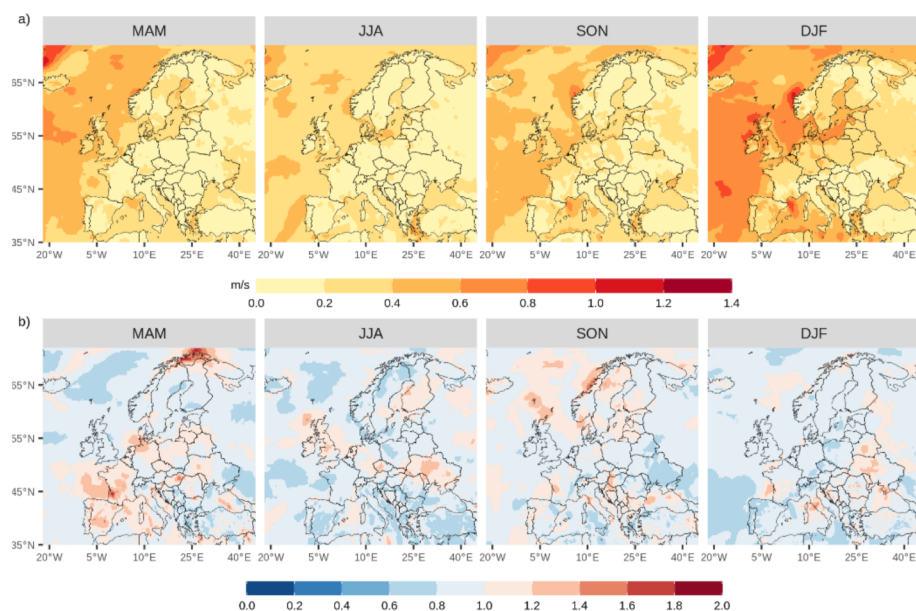 a)
MAM JJA SON DJF
65°N
55°N
45°N
35°N
20°W 5°W 10°E 25°E 40°E 20°W 5°W 10°E 25°E 40°E 20°W 5°W 10°E 25°E 40°E 20°W 5°W 10°E 25°E 40°E
m/s
0.0 0.2 0.4 0.6 0.8 1.0 1.2 1.4
b)
MAM JJA SON DJF
65°N
55°N
45°N
35°N
20°W 5°W 10°E 25°E 40°E 20°W 5°W 10°E 25°E 40°E 20°W 5°W 10°E 25°E 40°E 20°W 5°W 10°E 25°E 40°E
0.0 0.2 0.4 0.6 0.8 1.0 1.2 1.4 1.6 1.8 2.0